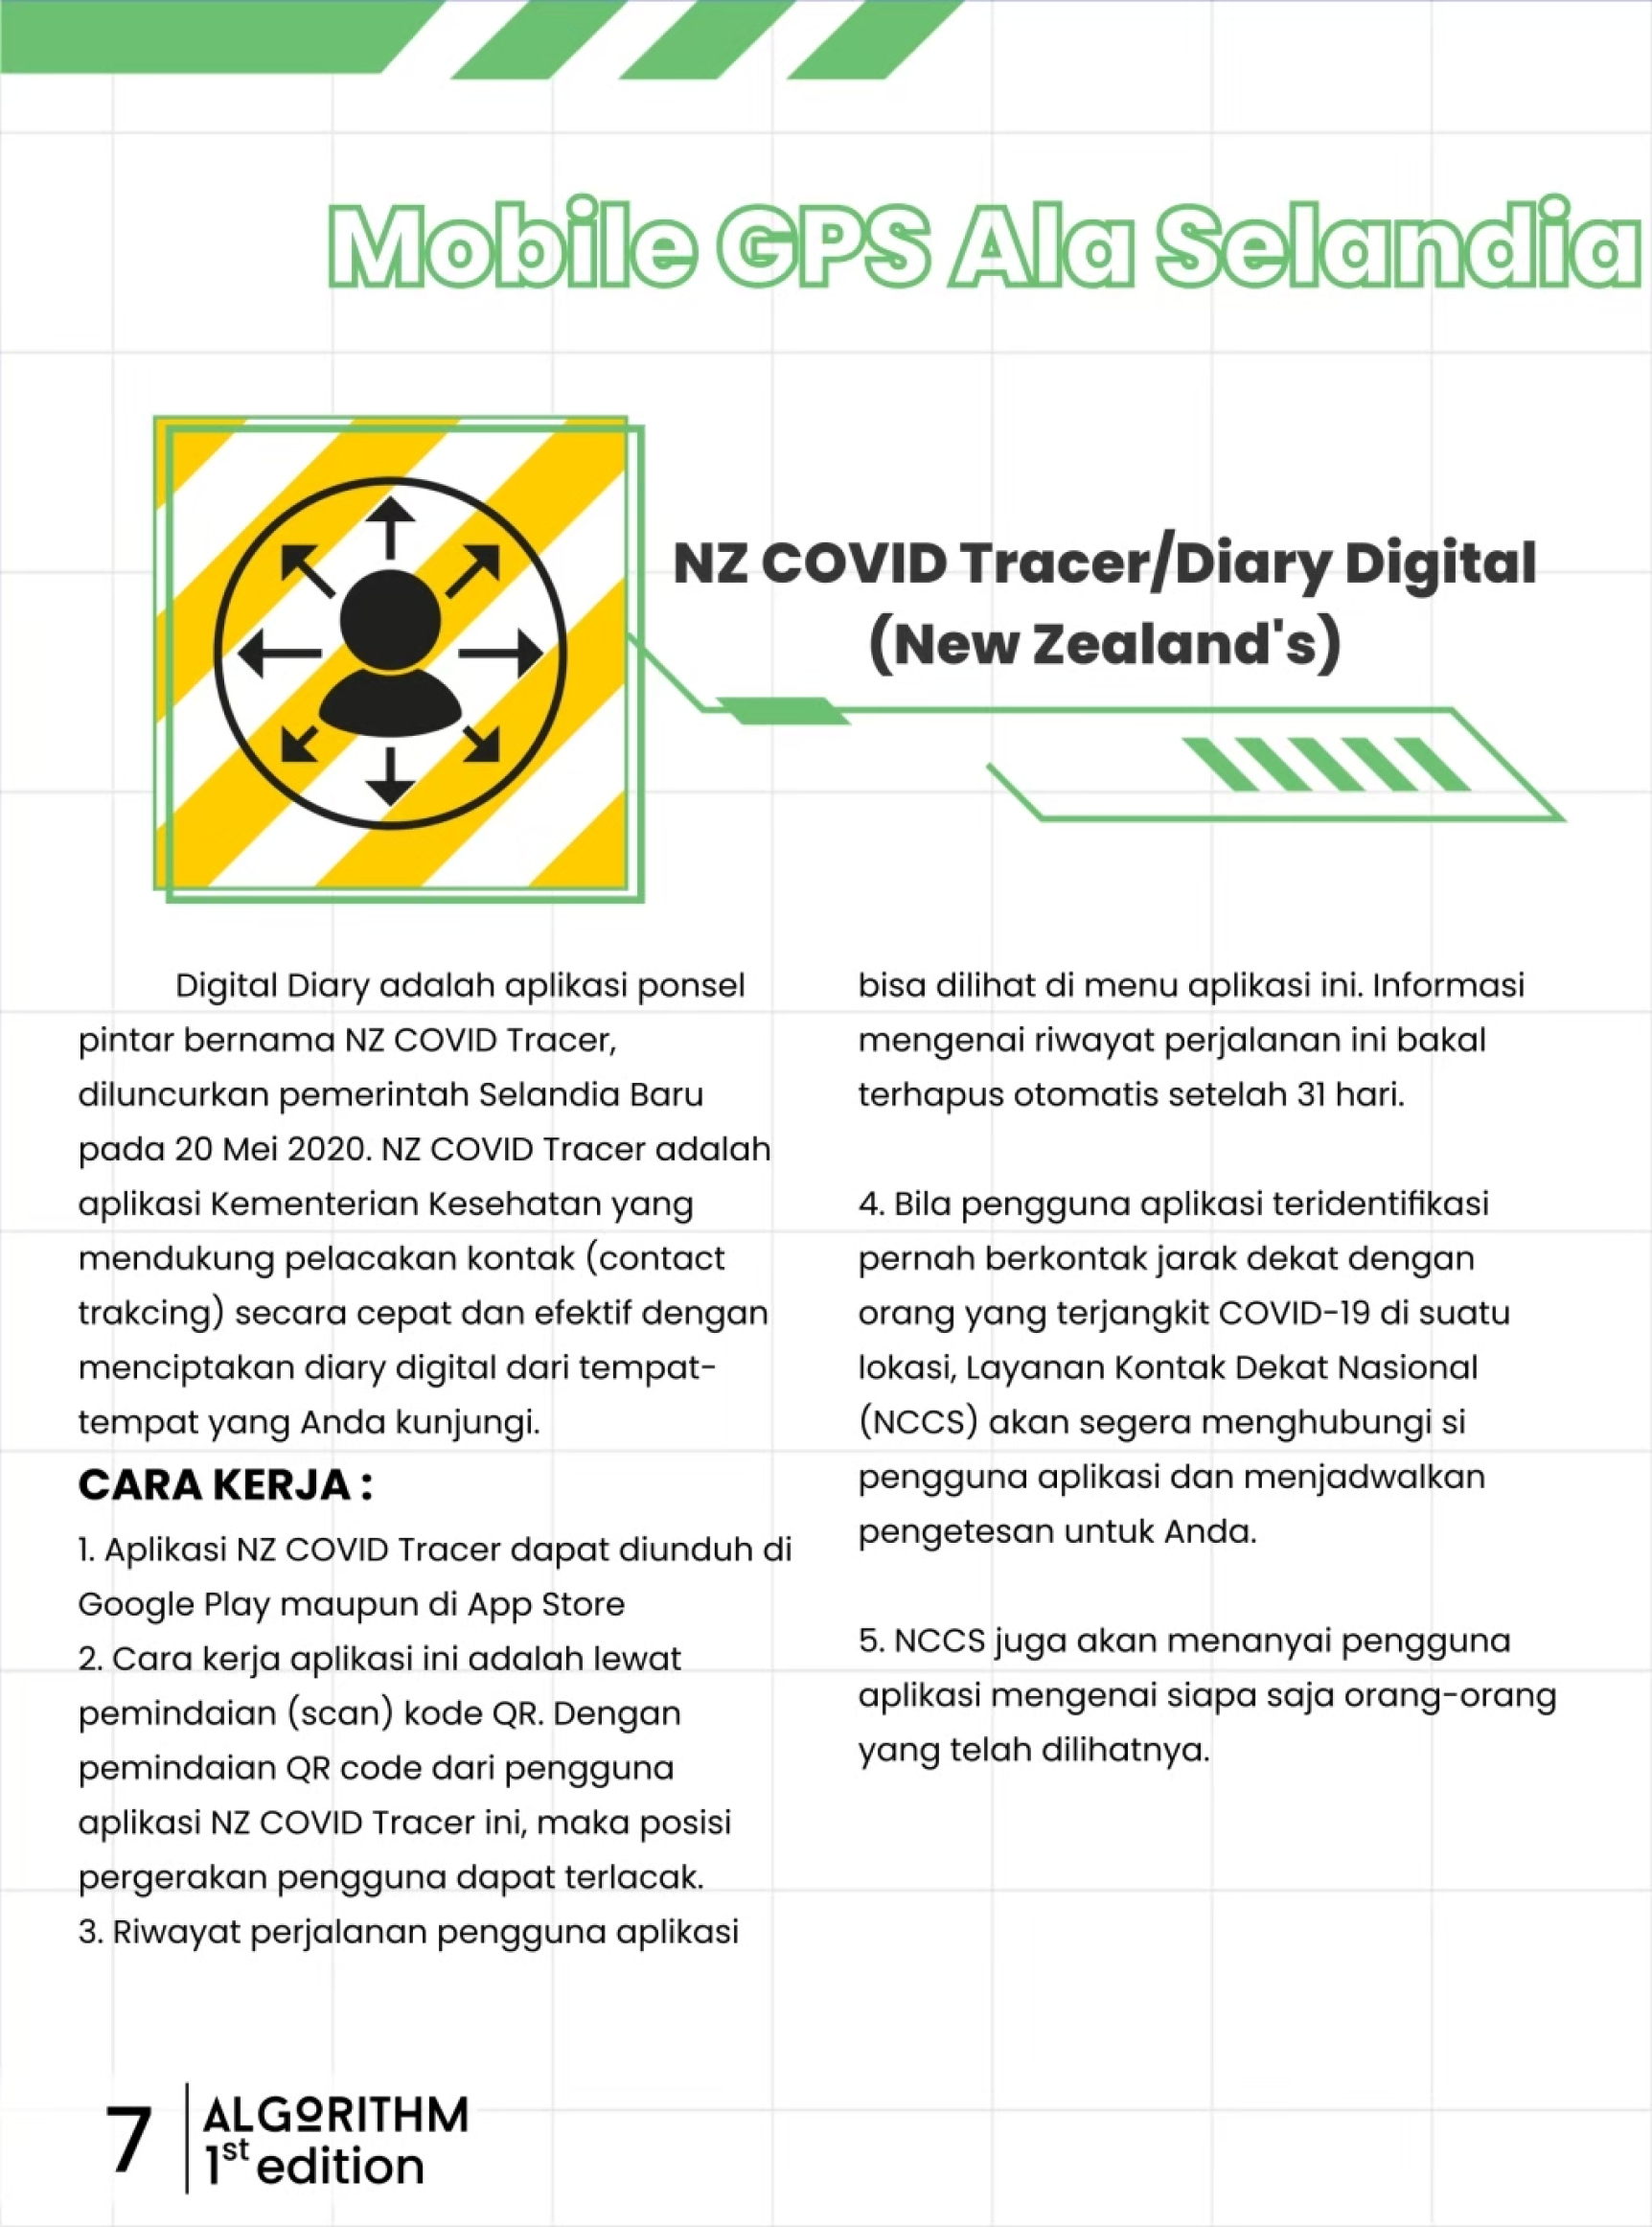 Mobile GPS Ala Selandia
NZ COVID Tracer/Diary Digital
(New Zealand's)
Digital Diary adalah aplikasi ponsel
pintar bernama NZ COVID Tracer,
diluncurkan pemerintah Selandia Baru
pada 20 Mei 2020. NZ COVID Tracer adalah
aplikasi Kementerian Kesehatan yang
mendukung pelacakan kontak (contact
trakcing) secara cepat dan efektif dengan
menciptakan diary digital dari tempat-
tempat yang Anda kunjungi.
CARA KERJA :
1. Aplikasi NZ COVID Tracer dapat diunduh di
Google Play maupun di App Store
2. Cara kerja aplikasi ini adalah lewat
pemindaian (scan) kode QR. Dengan
pemindaian QR code dari pengguna
aplikasi NZ COVID Tracer ini, maka posisi
pergerakan pengguna dapat terlacak.
3. Riwayat perjalanan pengguna aplikasi
bisa dilihat di menu aplikasi ini. Informasi
mengenai riwayat perjalanan ini bakal
terhapus otomatis setelah 31 hari.
4. Bila pengguna aplikasi teridentifikasi
pernah berkontak jarak dekat dengan
orang yang terjangkit COVID-19 di suatu
lokasi, Layanan Kontak Dekat Nasional
(NCCS) akan segera menghubungi si
pengguna aplikasi dan menjadwalkan
pengetesan untuk Anda.
5. NCCS juga akan menanyai pengguna
aplikasi mengenai siapa saja orang-orang
yang telah dilihatnya.
7
ALGORITHM
1st edition